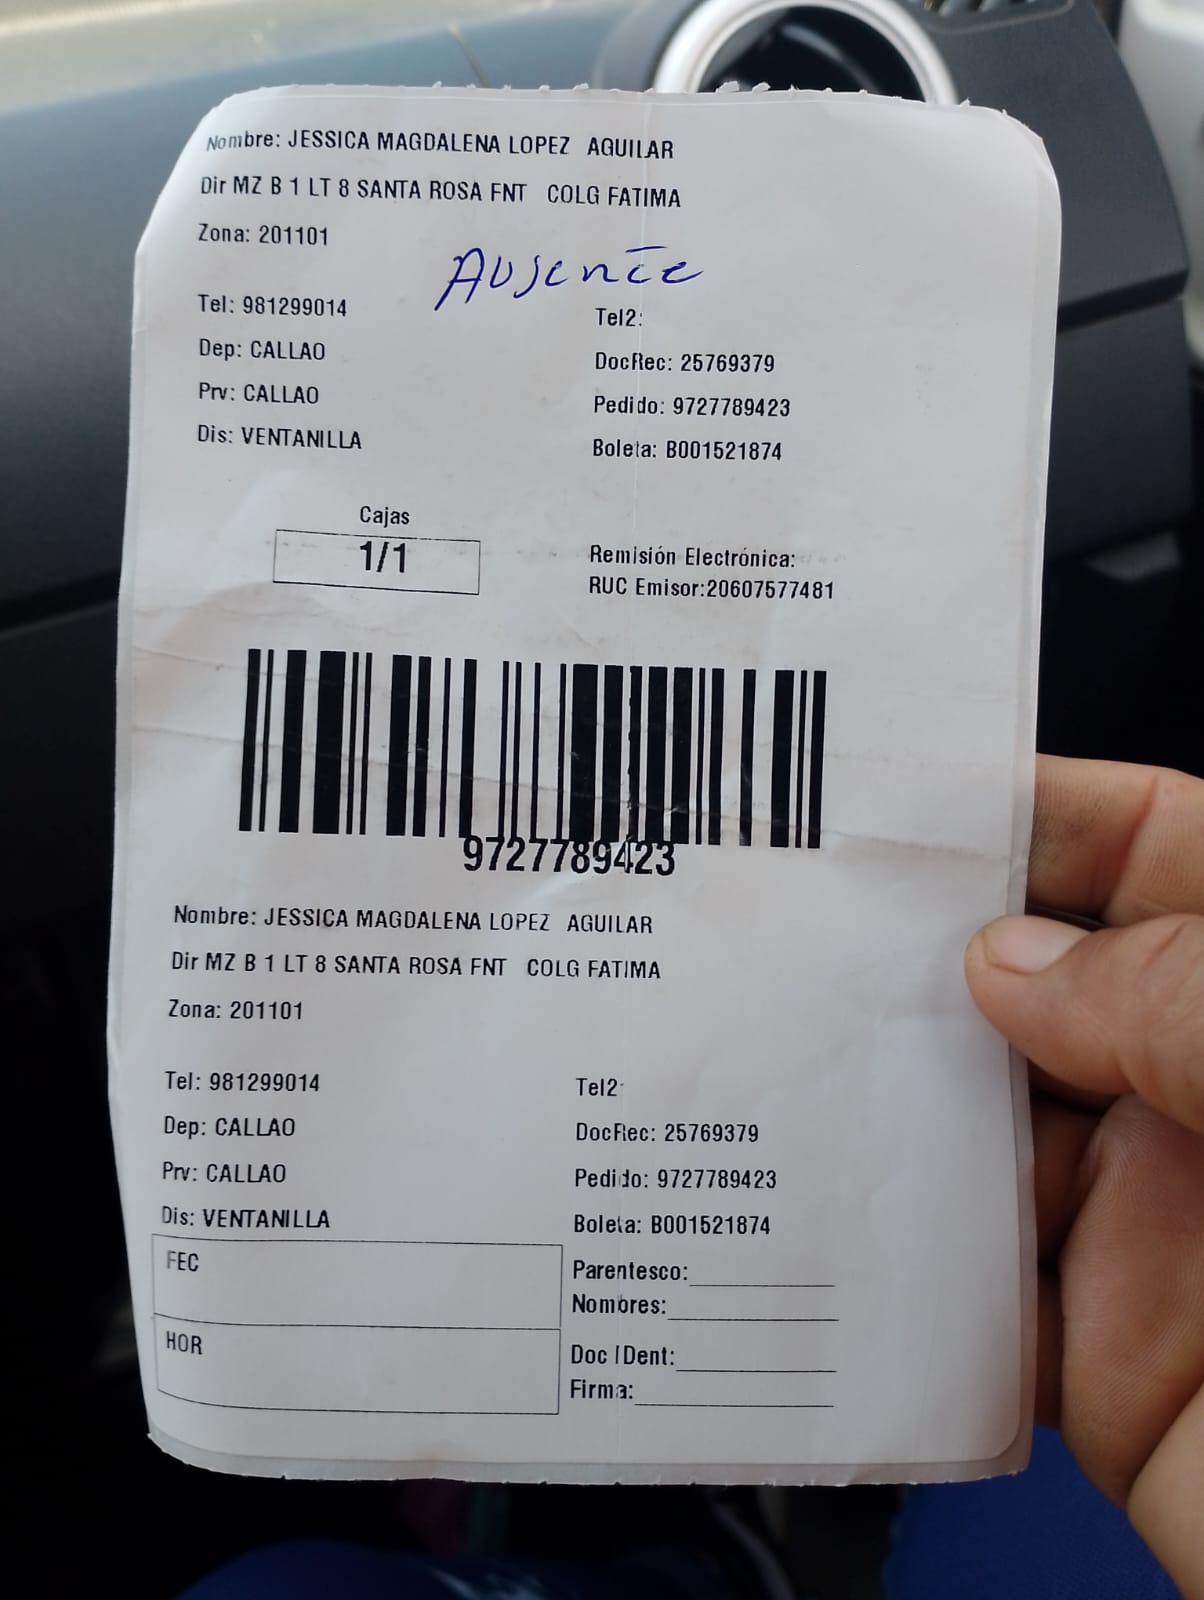 Nombre: JESSICA MAGDALENA LOPEZ AGUILAR
Dir MZ B 1 LT 8 SANTA ROSA FNT COLG FATIMA
Zona: 201101
Ausente
Tel: 981299014 Tel2:
Dep: CALLAO DocRec: 25769379
Prv: CALLAO Pedido: 9727789423
Dis: VENTANILLA Boleta: B001521874
Cajas
1/1 Remisión Electrónica:
RUC Emisor:20607577481
9727789423
Nombre: JESSICA MAGDALENA LOPEZ AGUILAR
Dir MZ B 1 LT 8 SANTA ROSA FNT COLG FATIMA
Zona: 201101
Tel: 981299014 Tel2:
Dep: CALLAO DocRec: 25769379
Prv: CALLAO Pedido: 9727789423
Dis: VENTANILLA Boleta: B001521874
FEC Parentesco:
Nombres:
HOR Doc IDent:
Firma: